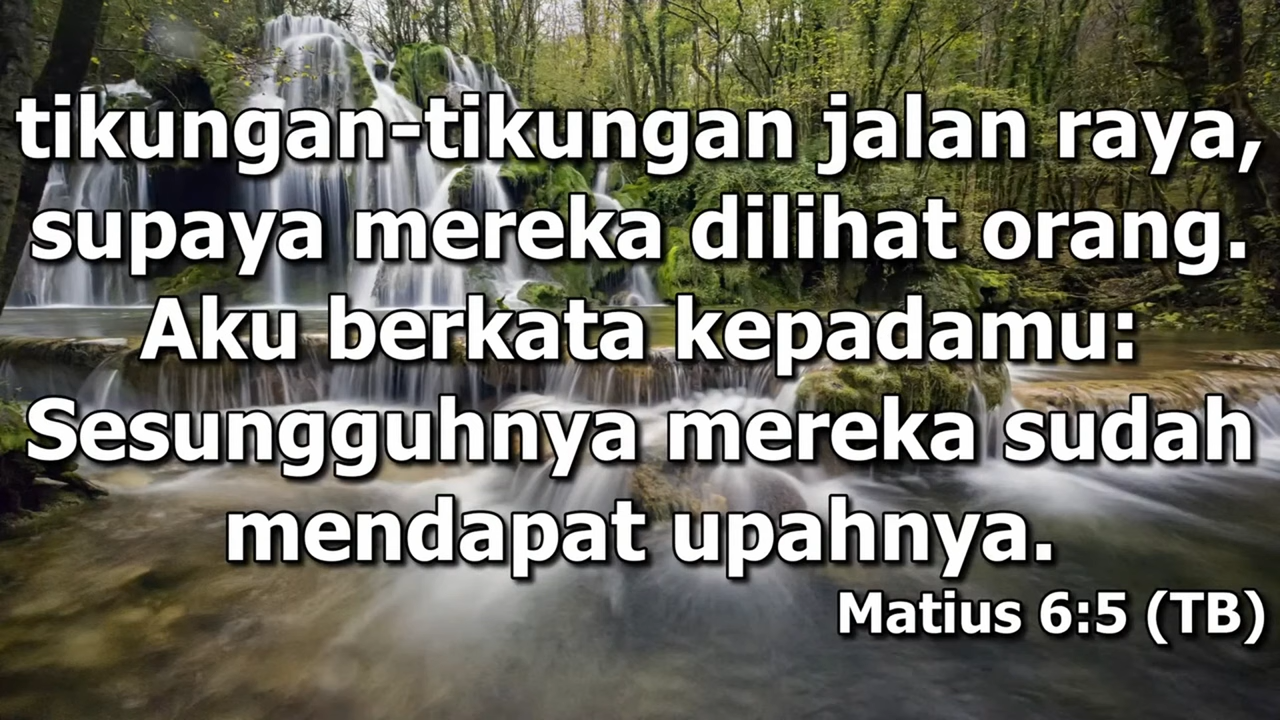 tikungan-tikungan jalan raya,
supaya mereka dilihat orang.
Aku berkata kepadamu:
Sesungguhnya mereka sudah
mendapat upahnya.
Matius 6:5 (TB)